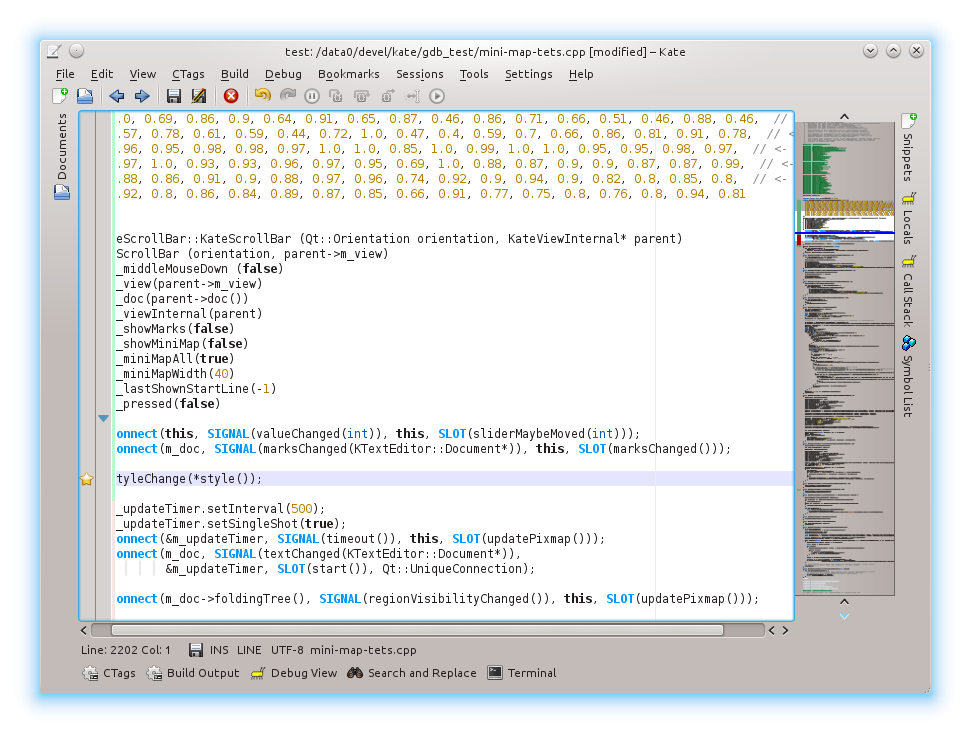 test: /data0/devel/kate/gdb_test/mini-map-tets.cpp [modified] – Kate
File Edit View CTags Build Debug Bookmarks Sessions Tools Settings Help
Documents
.0, 0.69, 0.86, 0.9, 0.64, 0.91, 0.65, 0.87, 0.46, 0.86, 0.71, 0.66, 0.51, 0.46, 0.88, 0.46, //
.57, 0.78, 0.61, 0.59, 0.44, 0.72, 1.0, 0.47, 0.4, 0.59, 0.7, 0.66, 0.86, 0.81, 0.91, 0.78, // <
.96, 0.95, 0.98, 0.98, 0.97, 1.0, 1.0, 0.85, 1.0, 0.99, 1.0, 1.0, 0.95, 0.95, 0.98, 0.97, // <-
.97, 1.0, 0.93, 0.93, 0.96, 0.97, 0.95, 0.69, 1.0, 0.88, 0.87, 0.9, 0.9, 0.87, 0.87, 0.99, // <-
.88, 0.86, 0.91, 0.9, 0.88, 0.97, 0.96, 0.74, 0.92, 0.9, 0.94, 0.9, 0.82, 0.8, 0.85, 0.8, // <-
.92, 0.8, 0.86, 0.84, 0.89, 0.87, 0.85, 0.66, 0.91, 0.77, 0.75, 0.8, 0.76, 0.8, 0.94, 0.81
eScrollBar::KateScrollBar (Qt::Orientation orientation, KateViewInternal* parent)
ScrollBar (orientation, parent->m_view)
_middleMouseDown (false)
_view(parent->m_view)
_doc(parent->doc())
_viewInternal(parent)
_showMarks(false)
_showMiniMap(false)
_miniMapAll(true)
_miniMapWidth(40)
_lastShownStartLine(-1)
_pressed(false)
onnect(this, SIGNAL(valueChanged(int)), this, SLOT(sliderMaybeMoved(int)));
onnect(m_doc, SIGNAL(marksChanged(KTextEditor::Document*)), this, SLOT(marksChanged()));
tyleChange(*style());
_updateTimer.setInterval(500);
_updateTimer.setSingleShot(true);
onnect(&m_updateTimer, SIGNAL(timeout()), this, SLOT(updatePixmap()));
onnect(m_doc, SIGNAL(textChanged(KTextEditor::Document*)),
&m_updateTimer, SLOT(start()), Qt::UniqueConnection);
onnect(m_doc->foldingTree(), SIGNAL(regionVisibilityChanged()), this, SLOT(updatePixmap()));
Snippets
Locals
Call Stack
Symbol List
Line: 2202 Col: 1 INS LINE UTF-8 mini-map-tets.cpp
CTags Build Output Debug View Search and Replace Terminal